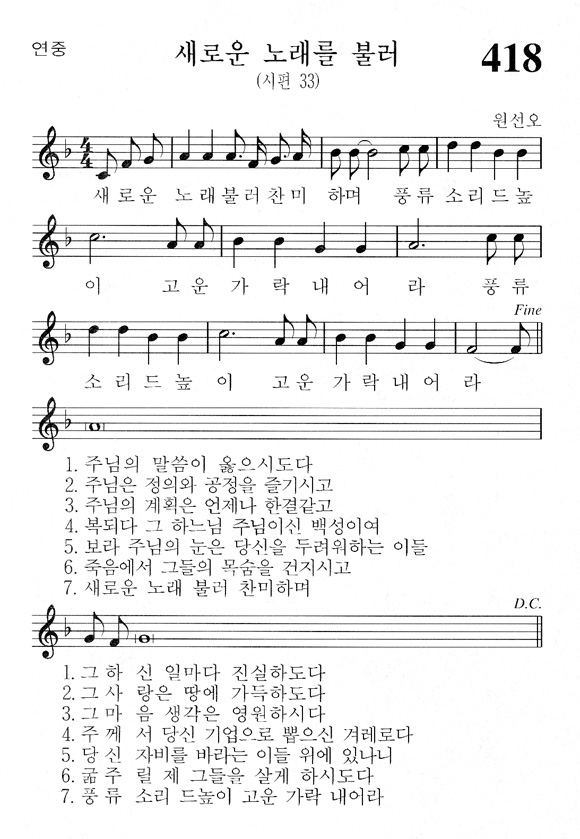 연중
새로운 노래를 불러
418
(시편 33)
원선오
새로운 노래불러찬미 하며 풍류 소리드높
이 고운가락내어 라 풍류
Fine
소리드높이 고운가락내어라
1. 주님의 말씀이 옳으시도다
2. 주님은 정의와 공정을 즐기시고
3. 주님의 계획은 언제나 한결같고
4. 복되다 그 하느님 주님이신 백성이여
5. 보라 주님의 눈은 당신을 두려워하는 이들
6. 죽음에서 그들의 목숨을 건지시고
7. 새로운 노래 불러 찬미하며
D.C.
1. 그 하 신 일마다 진실하도다
2. 그 사 랑은 땅에 가득하도다
3. 그 마 음 생각은 영원하시다
4. 주 께 서 당신 기업으로 뽑으신 겨레로다
5. 당 신 자비를 바라는 이들 위에 있나니
6. 굶 주 릴 제 그들을 살게 하시도다
7. 풍 류 소리 드높이 고운 가락 내어라